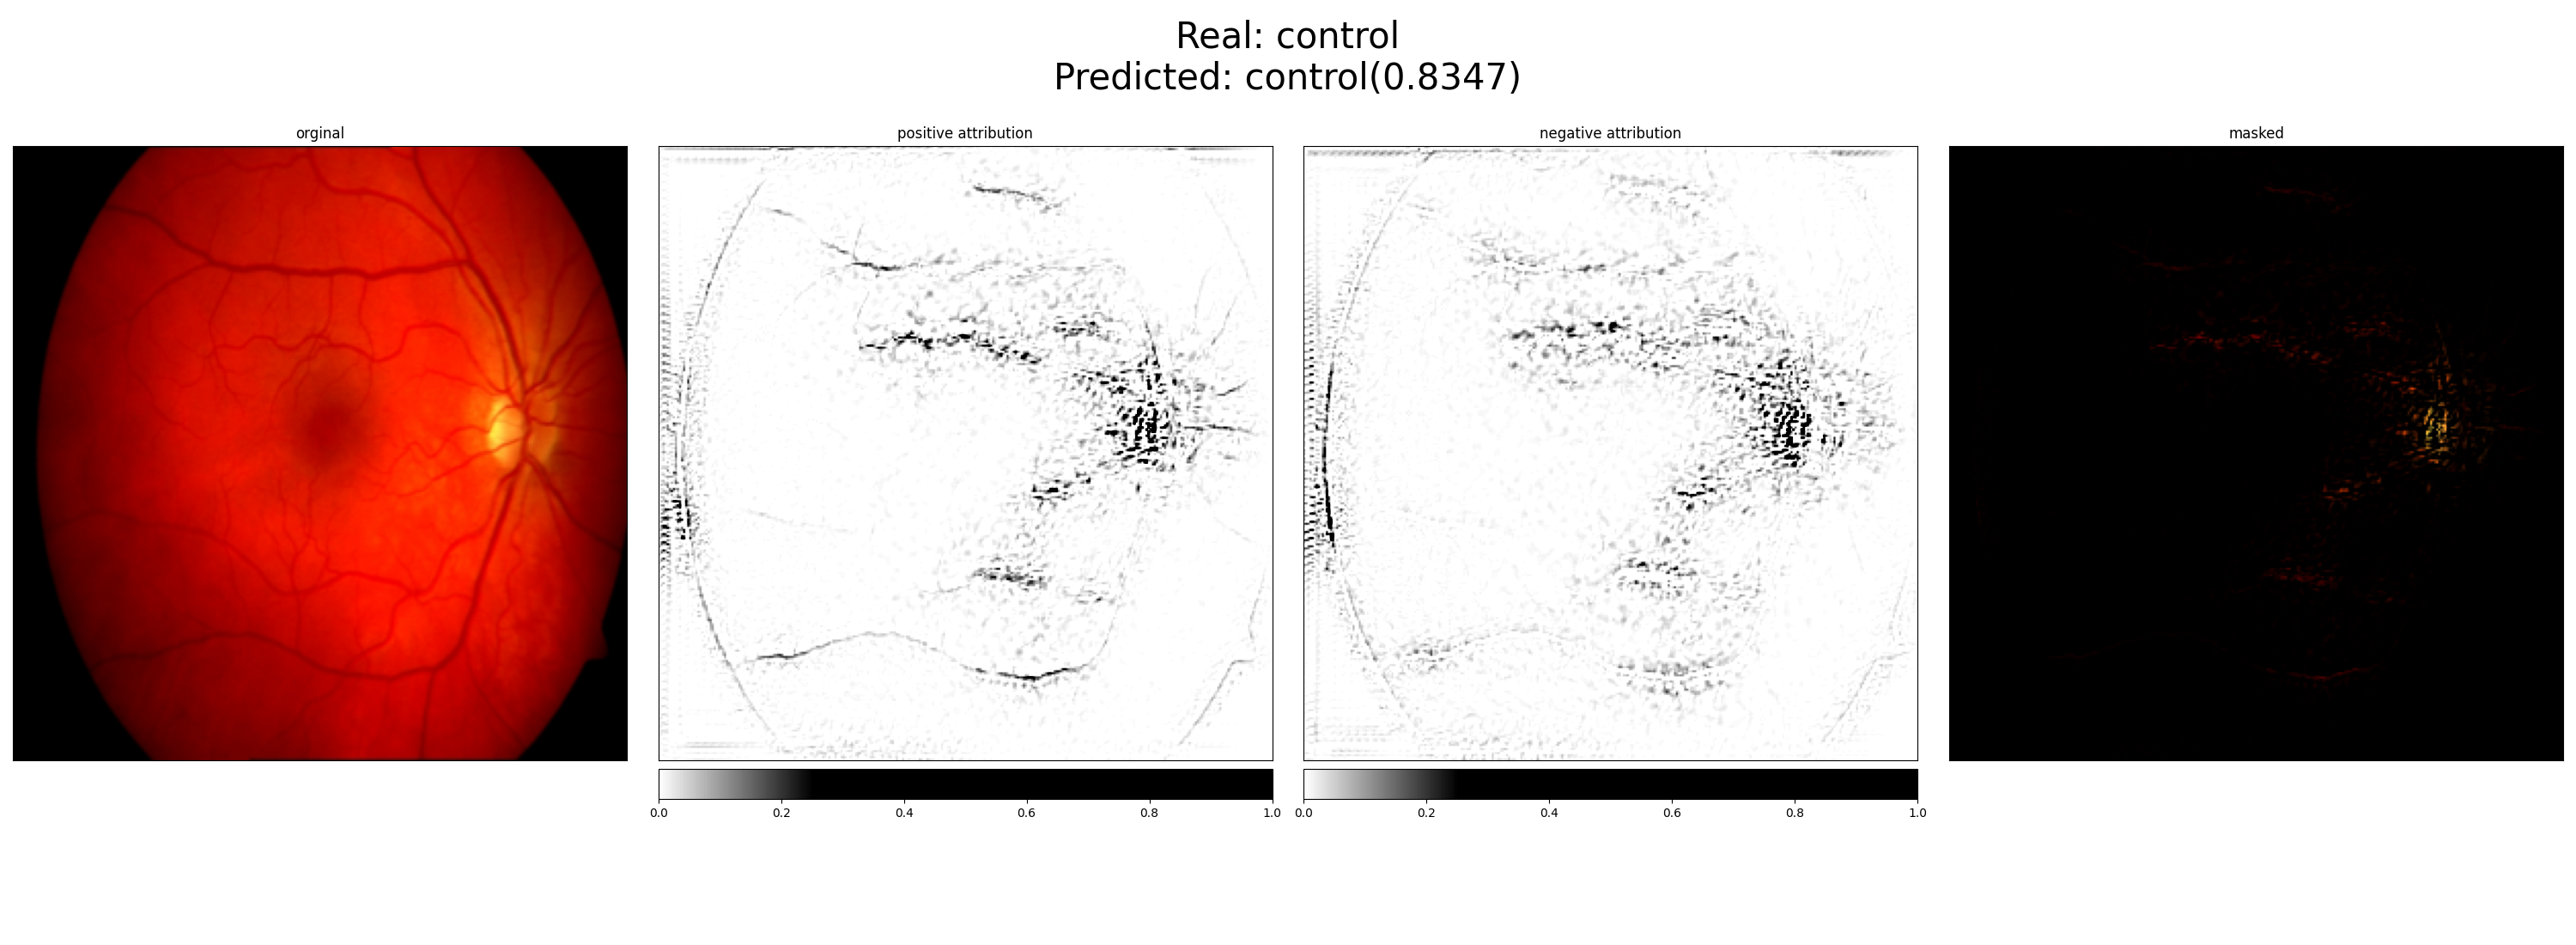 Real: control
Predicted: control(0.8347)
orginal
positive attribution
negative attribution
masked
0.0 0.2 0.4 0.6 0.8 1.0
0.0 0.2 0.4 0.6 0.8 1.0